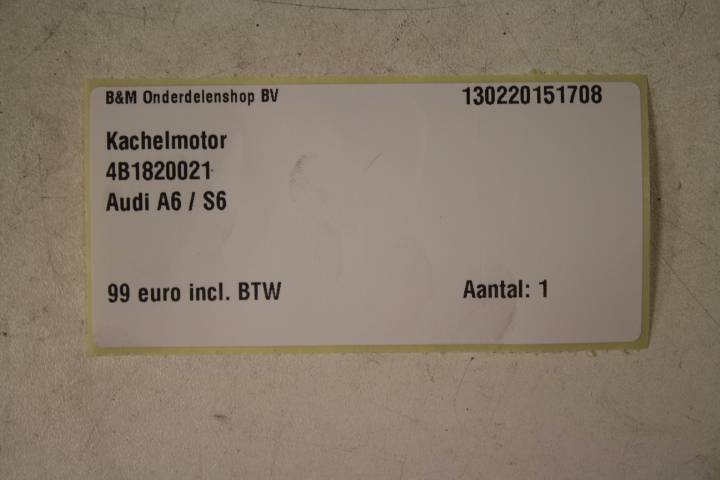 B&M Onderdelenshop BV 130220151708
Kachelmotor
4B1820021
Audi A6 / S6
99 euro incl. BTW Aantal: 1